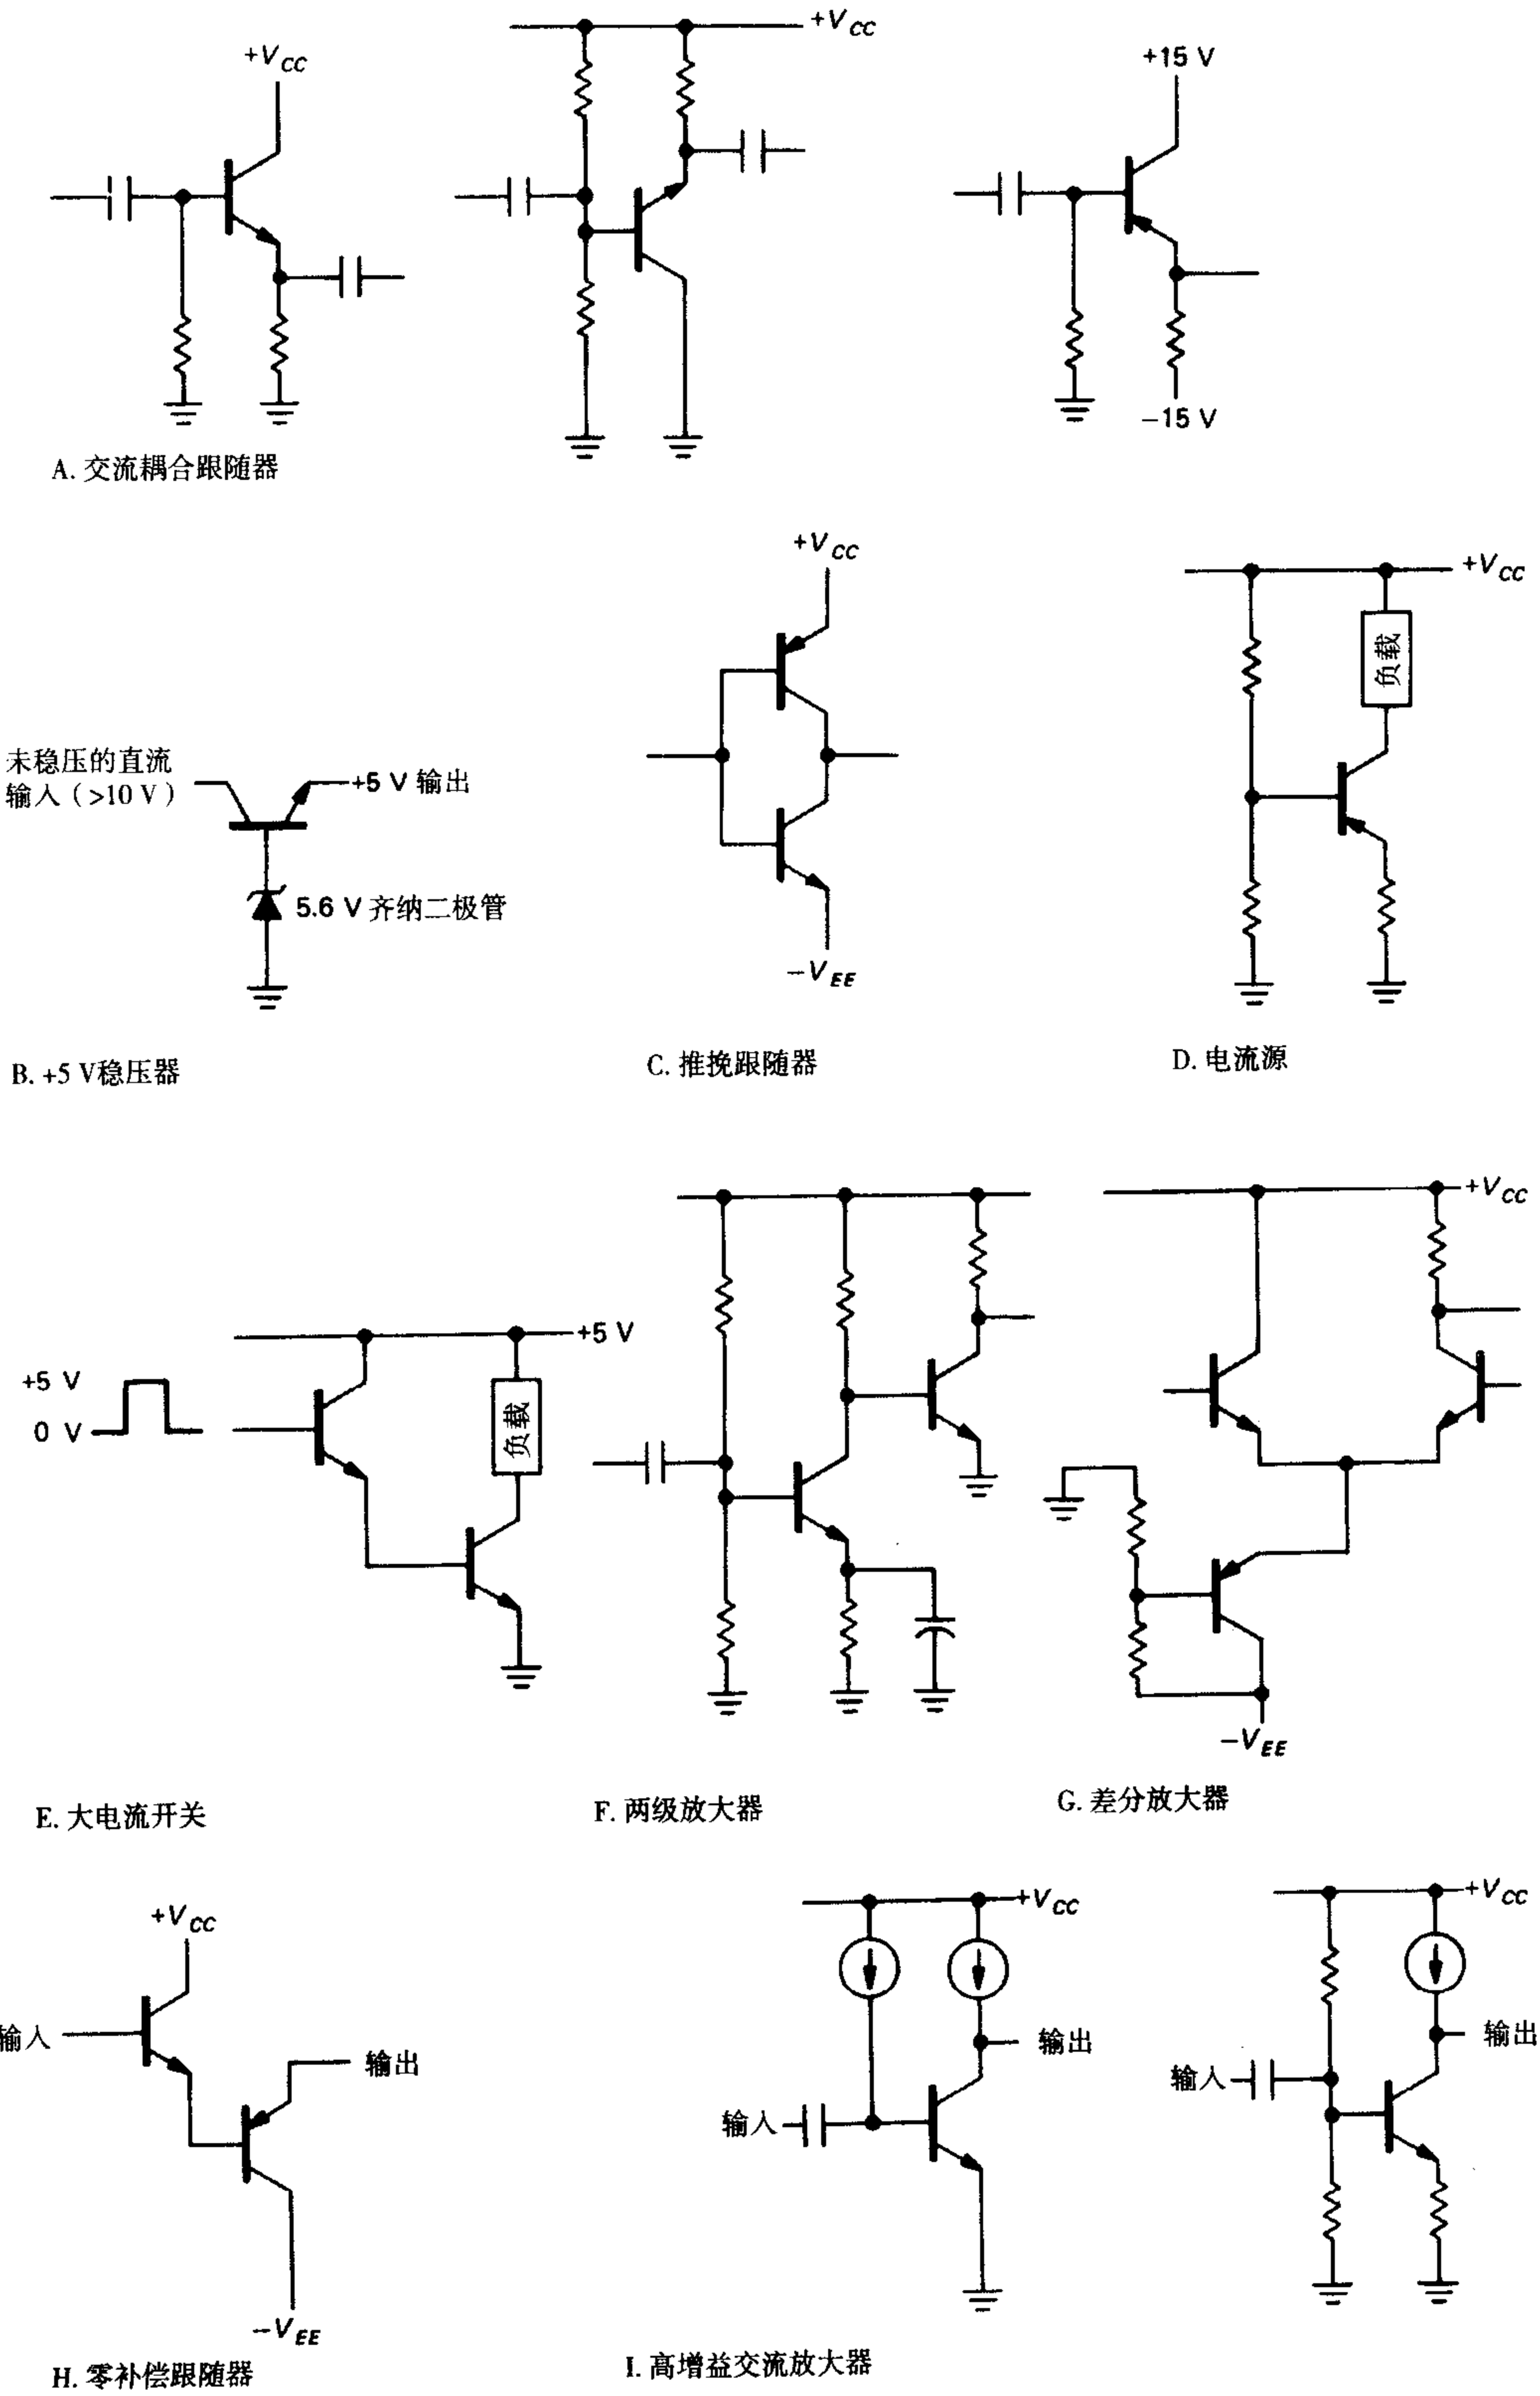 +VCC
+VCC
+15 V
−15 V
A. 交流耦合跟随器
+VCC
+VCC
负载
未稳压的直流
输入（>10 V）
+5 V 输出
5.6 V 齐纳二极管
−VEE
B. +5 V稳压器
C. 推挽跟随器
D. 电流源
+VCC
+5 V
+5 V
0 V
负载
−VEE
E. 大电流开关
F. 两级放大器
G. 差分放大器
+VCC
+VCC
+VCC
输入
输出
输出
输出
输入
输入
−VEE
H. 零补偿跟随器
I. 高增益交流放大器